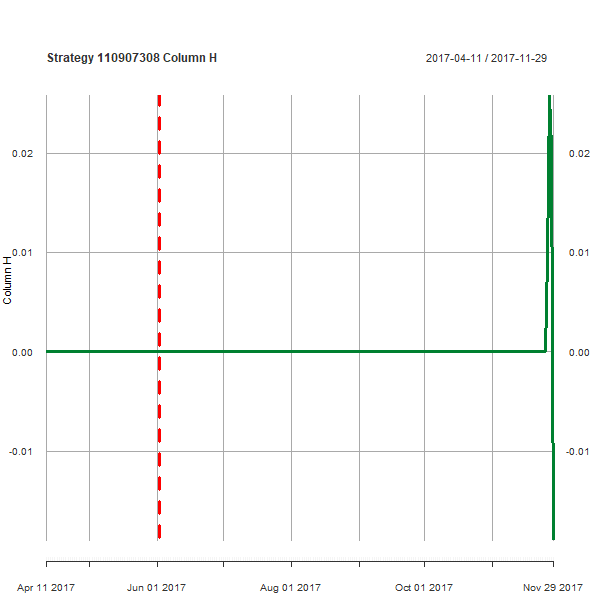 Strategy 110907308 Column H
2017-04-11 / 2017-11-29
0.02
0.02
0.01
0.01
Column H
0.00
0.00
-0.01
-0.01
Apr 11 2017
Jun 01 2017
Aug 01 2017
Oct 01 2017
Nov 29 2017